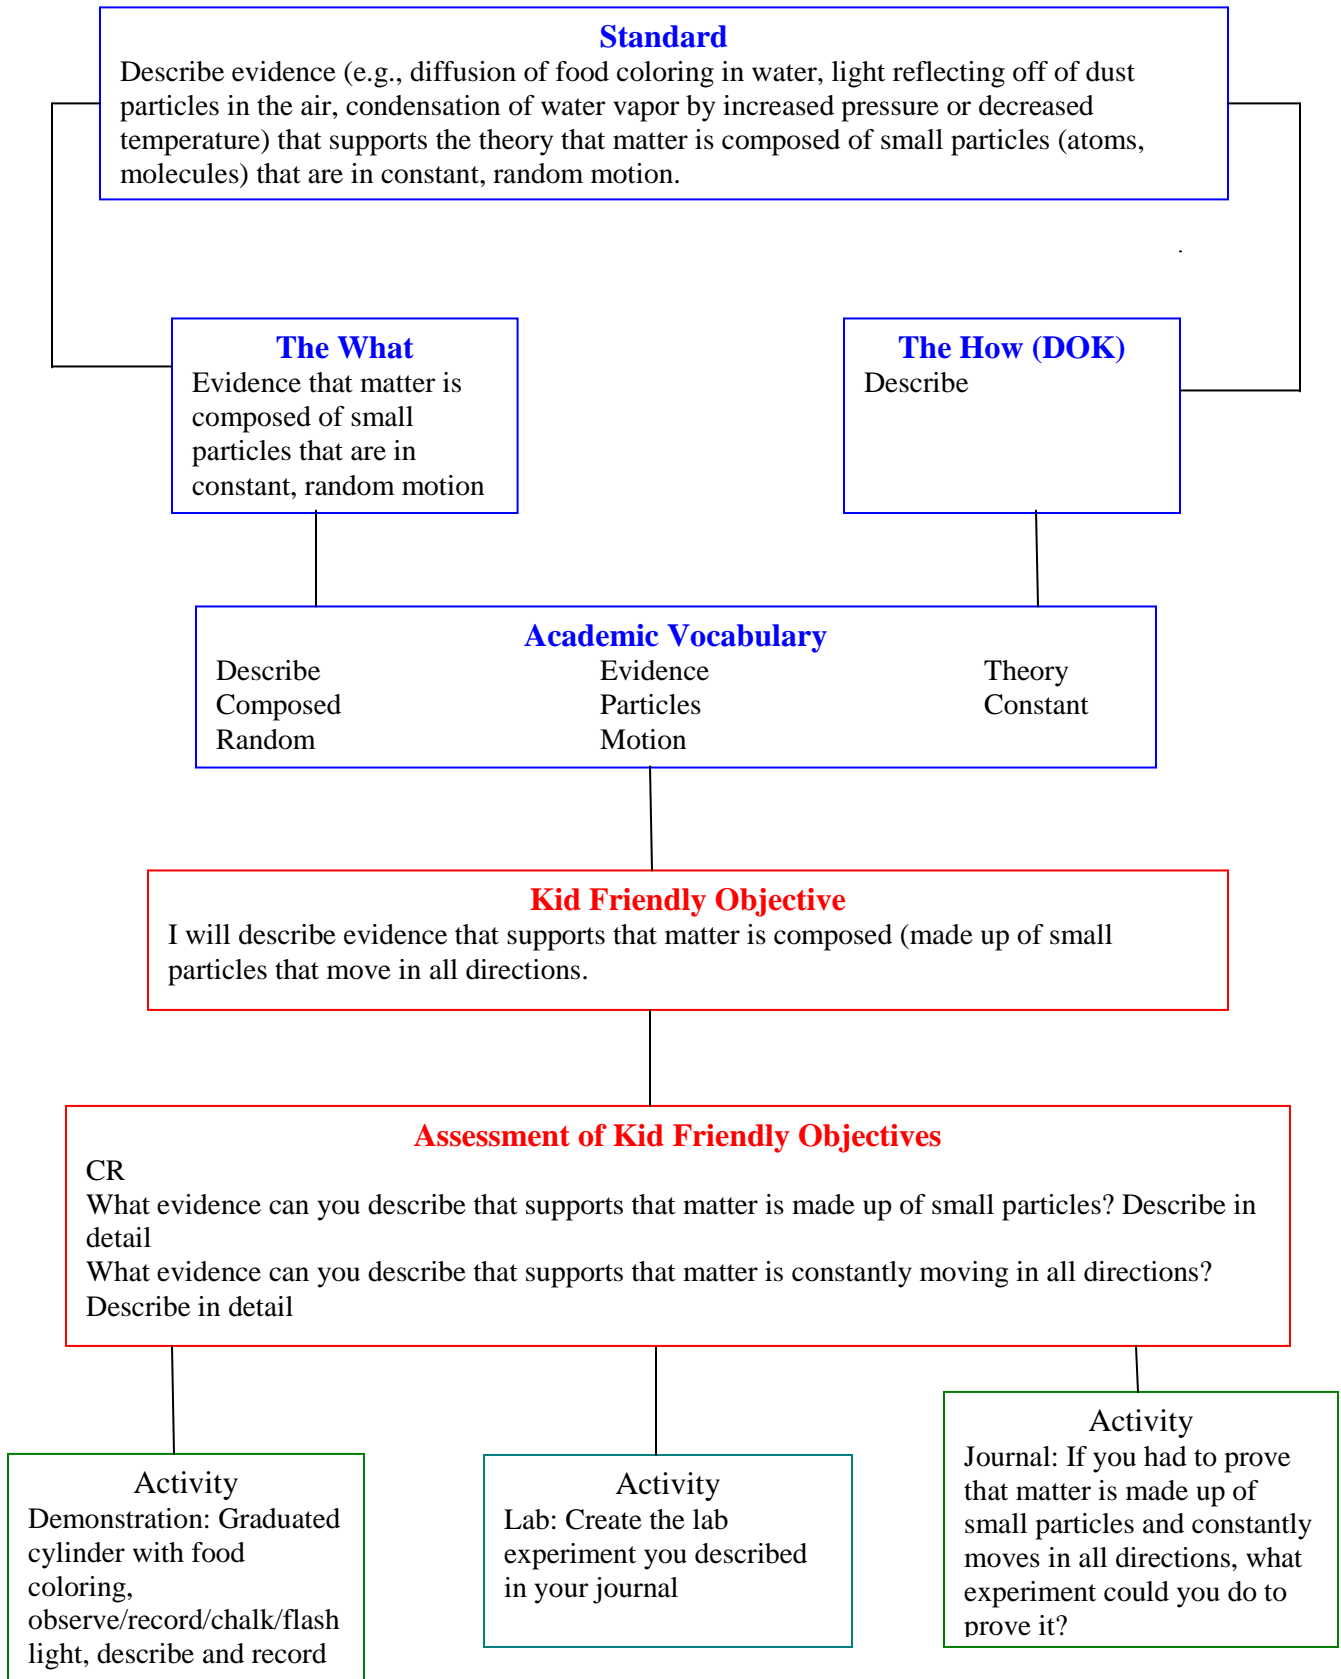 Standard
Describe evidence (e.g., diffusion of food coloring in water, light reflecting off of dust
particles in the air, condensation of water vapor by increased pressure or decreased
temperature) that supports the theory that matter is composed of small particles (atoms,
molecules) that are in constant, random motion.
The What
Evidence that matter is
composed of small
particles that are in
constant, random motion
The How (DOK)
Describe
Academic Vocabulary
Describe Evidence Theory
Composed Particles Constant
Random Motion
Kid Friendly Objective
I will describe evidence that supports that matter is composed (made up of small
particles that move in all directions.
Assessment of Kid Friendly Objectives
CR
What evidence can you describe that supports that matter is made up of small particles? Describe in
detail
What evidence can you describe that supports that matter is constantly moving in all directions?
Describe in detail
Activity
Demonstration: Graduated
cylinder with food
coloring,
observe/record/chalk/flash
light, describe and record
Activity
Lab: Create the lab
experiment you described
in your journal
Activity
Journal: If you had to prove
that matter is made up of
small particles and constantly
moves in all directions, what
experiment could you do to
prove it?